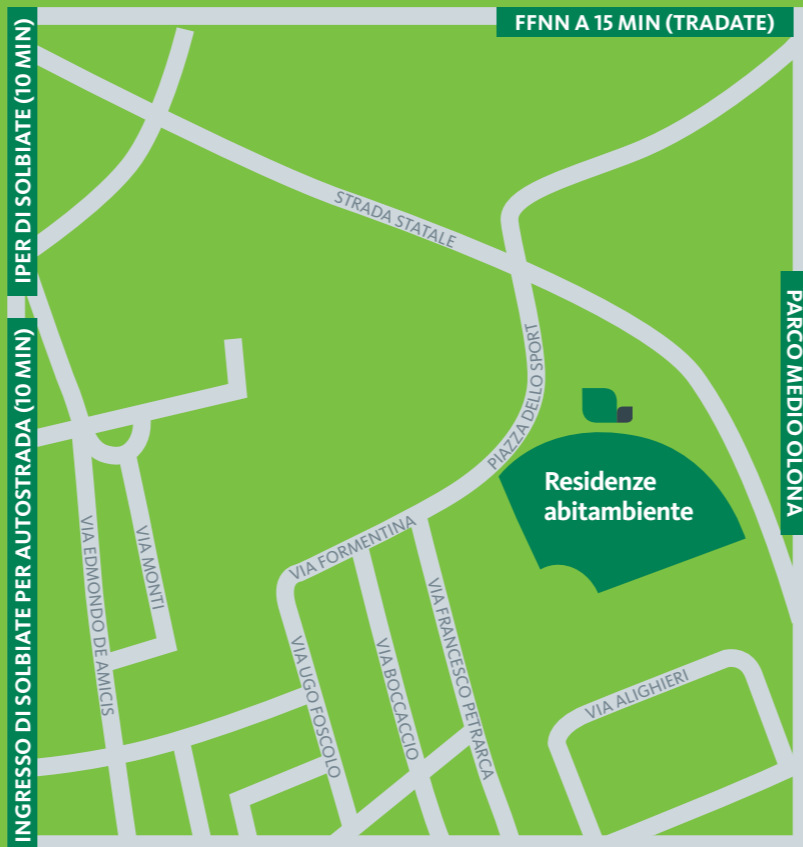 FFNN A 15 MIN (TRADATE)
IPER DI SOLBIATE (10 MIN)
STRADA STATALE
PARCO MEDIO OLONA
INGRESSO DI SOLBIATE PER AUTOSTRADA (10 MIN)
PIAZZA DELLO SPORT
Residenze
abitambiente
VIA EDMONDO DE AMICIS
VIA MONTI
VIA FORMENTINA
VIA UGO FOSCOLO
VIA BOCCACCIO
VIA FRANCESCO PETRARCA
VIA ALIGHIERI